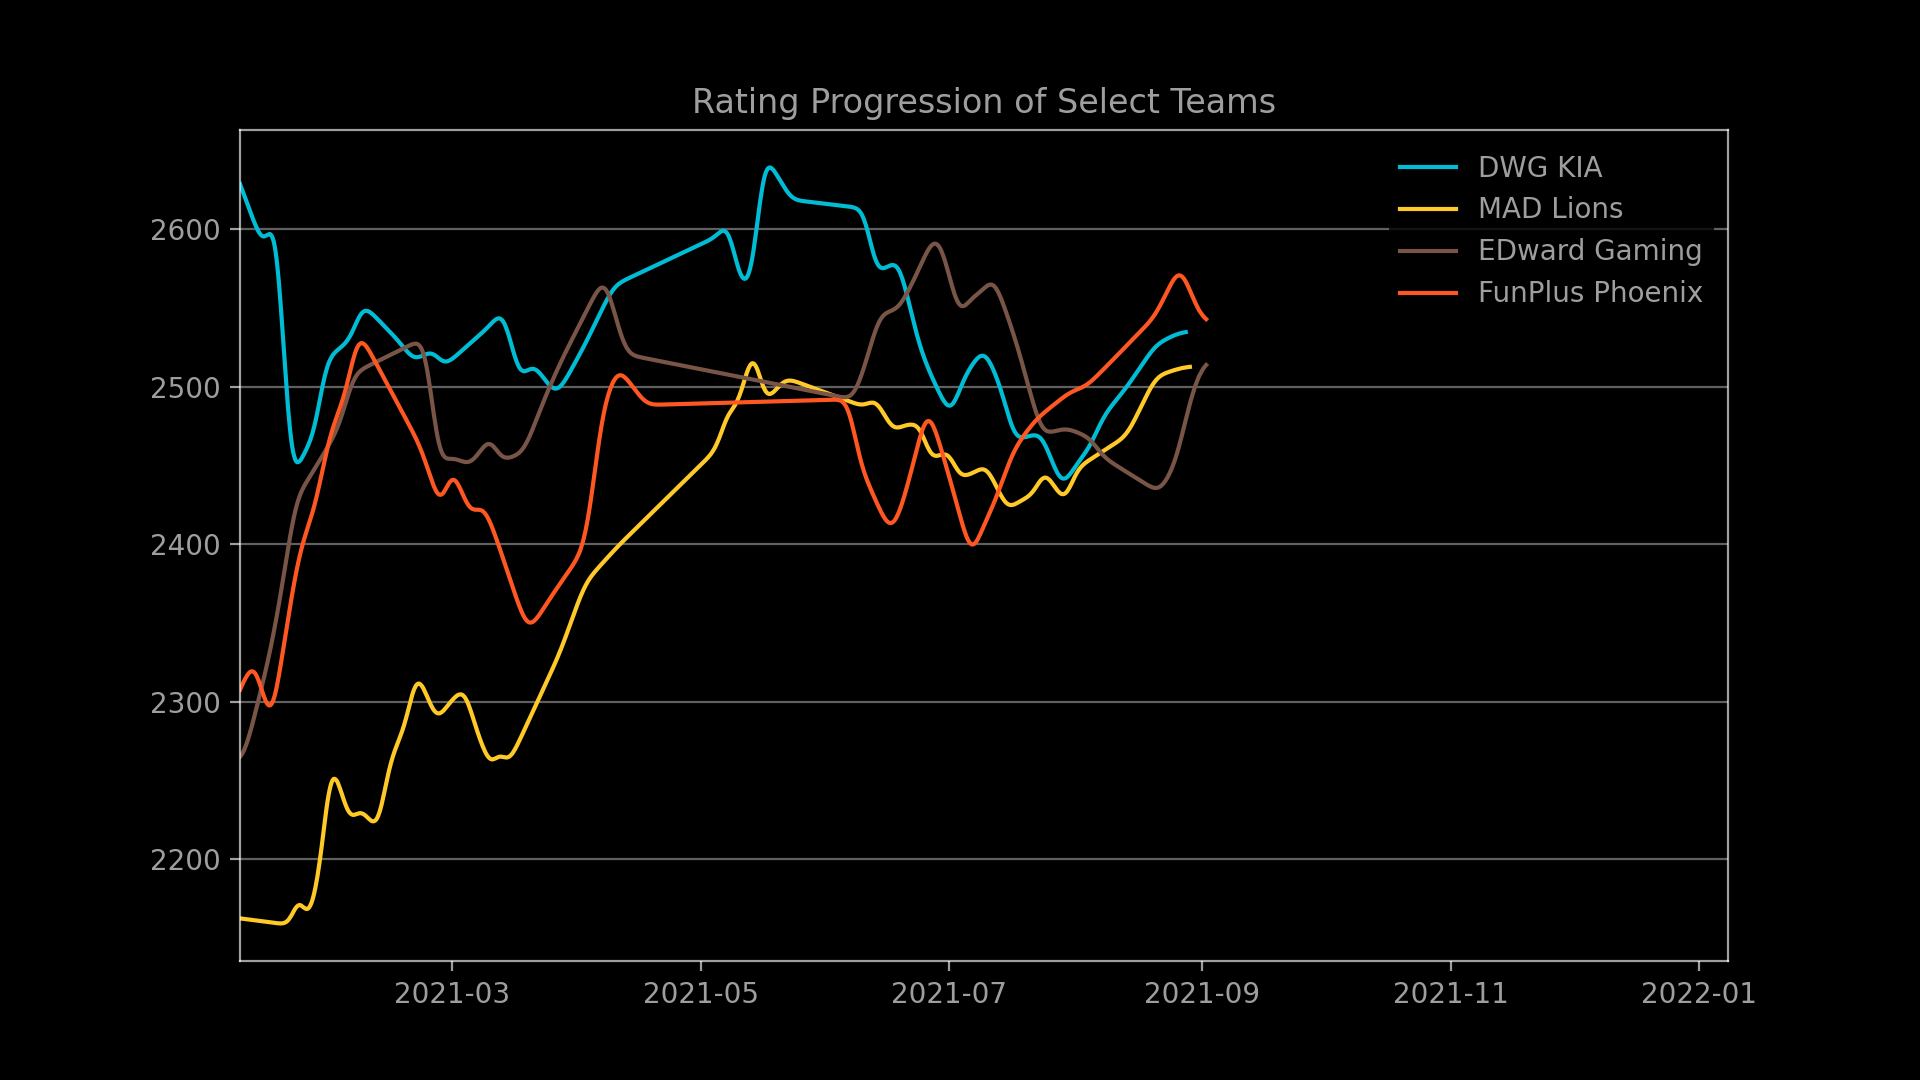 Rating Progression of Select Teams
DWG KIA
MAD Lions
EDward Gaming
FunPlus Phoenix
2600
2500
2400
2300
2200
2021-03
2021-05
2021-07
2021-09
2021-11
2022-01